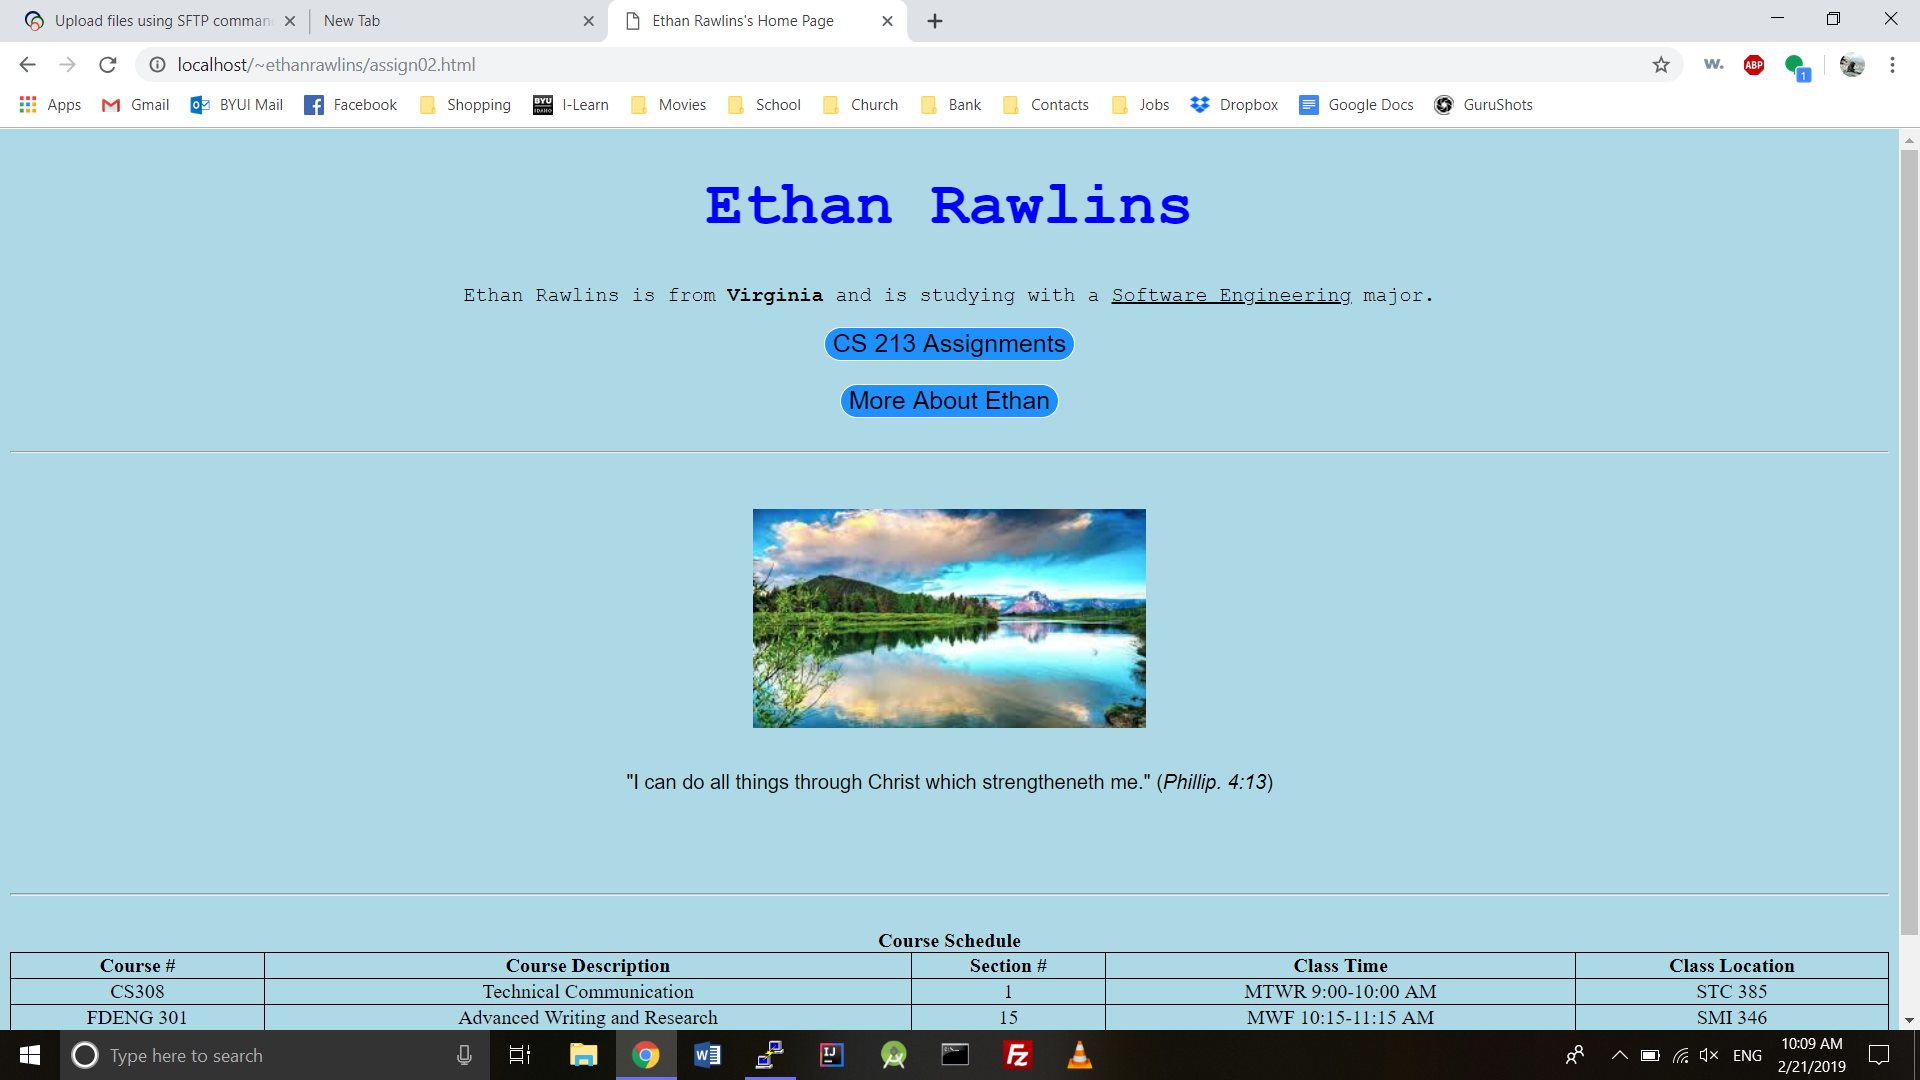 Upload files using SFTP comman
New Tab
Ethan Rawlins's Home Page
localhost/~ethanrawlins/assign02.html
w.
ABP
1
Apps
Gmail
BYUI Mail
Facebook
Shopping
BYU IDAHO
I-Learn
Movies
School
Church
Bank
Contacts
Jobs
Dropbox
Google Docs
GuruShots
Ethan Rawlins
Ethan Rawlins is from Virginia and is studying with a Software Engineering major.
CS 213 Assignments
More About Ethan
"I can do all things through Christ which strengtheneth me." (Phillip. 4:13)
Course Schedule
Course # Course Description Section # Class Time Class Location
CS308 Technical Communication 1 MTWR 9:00-10:00 AM STC 385
FDENG 301 Advanced Writing and Research 15 MWF 10:15-11:15 AM SMI 346
Type here to search
ENG
10:09 AM
2/21/2019